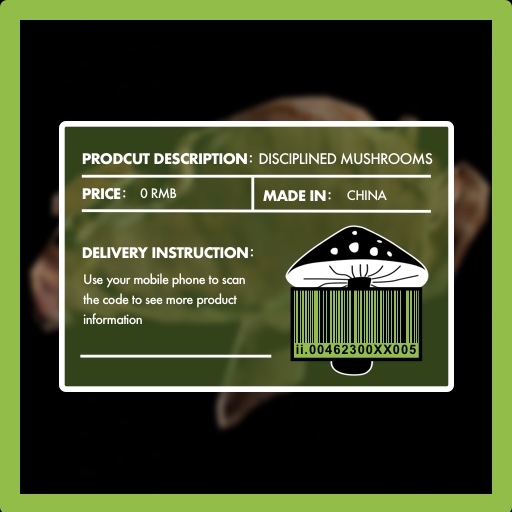 PRODCUT DESCRIPTION: DISCIPLINED MUSHROOMS
PRICE: 0 RMB
MADE IN: CHINA
DELIVERY INSTRUCTION:
Use your mobile phone to scan
the code to see more product
information
ii.00462300XX005